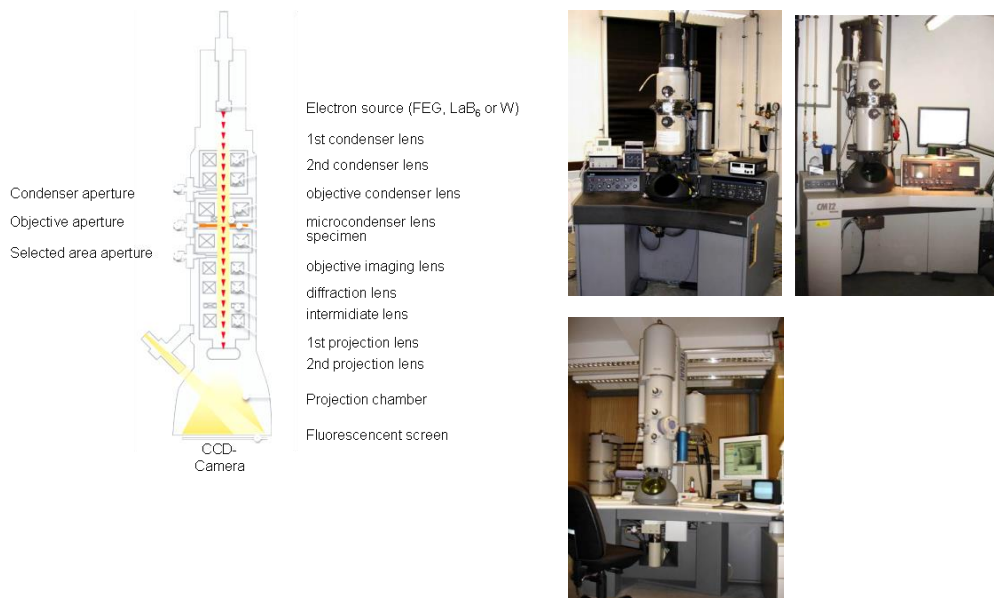 Electron source (FEG, LaB6 or W)
1st condenser lens
2nd condenser lens
Condenser aperture
objective condenser lens
Objective aperture
microcondenser lens
specimen
Selected area aperture
objective imaging lens
diffraction lens
intermidiate lens
1st projection lens
2nd projection lens
Projection chamber
Fluorescencent screen
CCD-
Camera
CM12